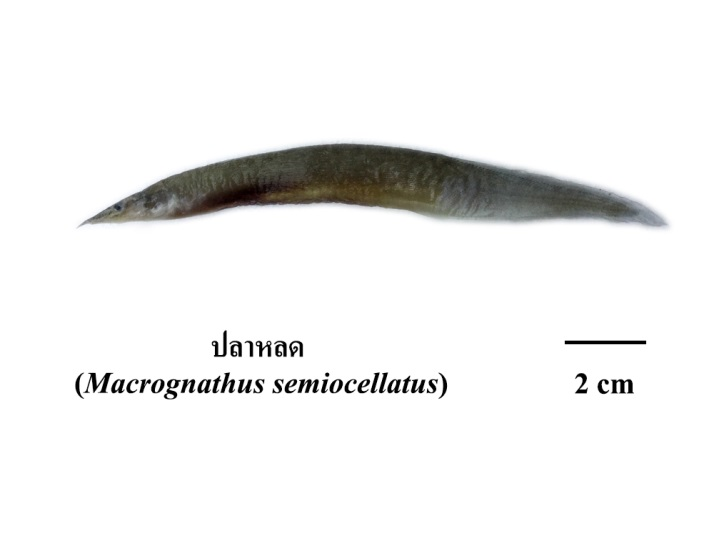 ปลาหลด
(Macrognathus semiocellatus)
2 cm